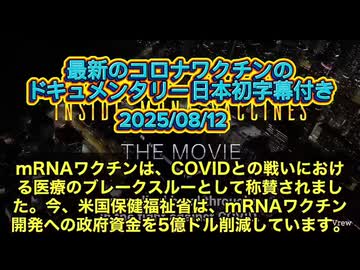 最新のコロナワクチンの
ドキュメンタリー日本初字幕付き
2025/08/12
THE MOVIE
mRNAワクチンは、COVIDとの戦いにおけ
る医療のブレークスルーとして称賛されまし
た。今、米国保健福祉省は、mRNAワクチン
開発への政府資金を5億ドル削減しています。
Vrew